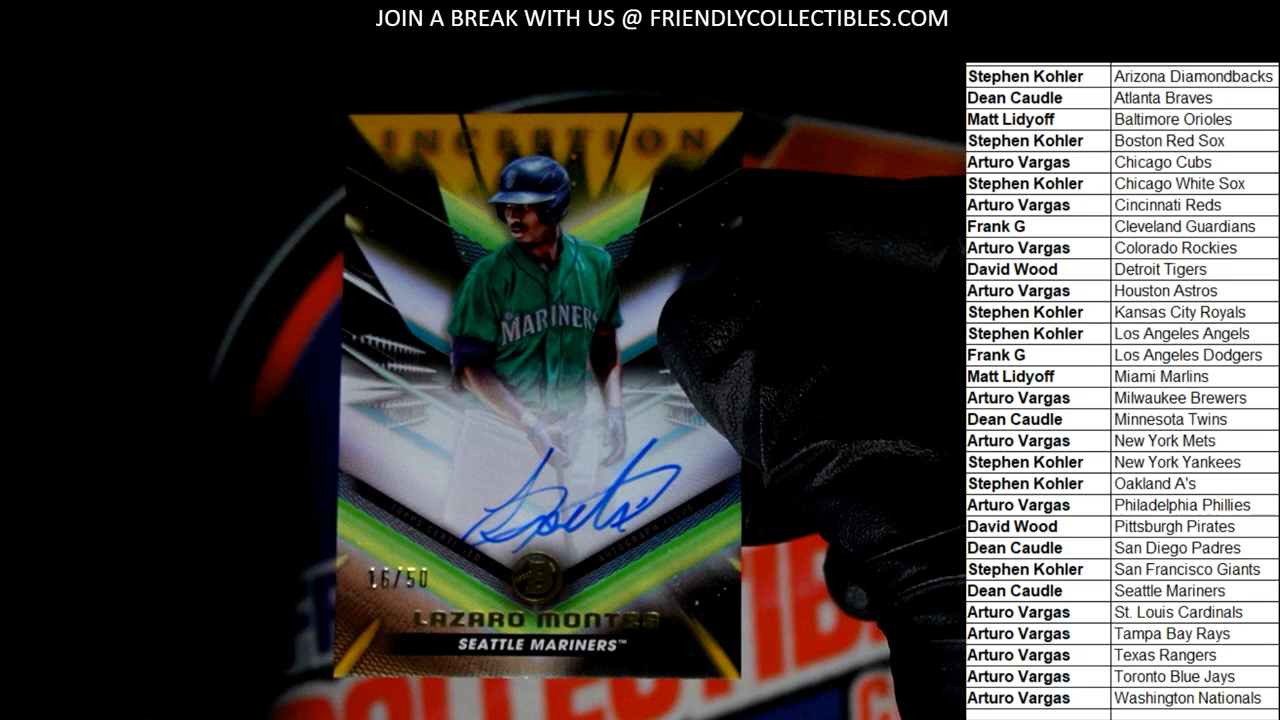 JOIN A BREAK WITH US @ FRIENDLYCOLLECTIBLES.COM
INCEPTION
MARINERS
TOPPS CERTIFIED
AUTOGRAPH ISSUE
16/50
B
LAZARO MONTES
SEATTLE MARINERS™
Stephen Kohler Arizona Diamondbacks
Dean Caudle Atlanta Braves
Matt Lidyoff Baltimore Orioles
Stephen Kohler Boston Red Sox
Arturo Vargas Chicago Cubs
Stephen Kohler Chicago White Sox
Arturo Vargas Cincinnati Reds
Frank G Cleveland Guardians
Arturo Vargas Colorado Rockies
David Wood Detroit Tigers
Arturo Vargas Houston Astros
Stephen Kohler Kansas City Royals
Stephen Kohler Los Angeles Angels
Frank G Los Angeles Dodgers
Matt Lidyoff Miami Marlins
Arturo Vargas Milwaukee Brewers
Dean Caudle Minnesota Twins
Arturo Vargas New York Mets
Stephen Kohler New York Yankees
Stephen Kohler Oakland A's
Arturo Vargas Philadelphia Phillies
David Wood Pittsburgh Pirates
Dean Caudle San Diego Padres
Stephen Kohler San Francisco Giants
Dean Caudle Seattle Mariners
Arturo Vargas St. Louis Cardinals
Arturo Vargas Tampa Bay Rays
Arturo Vargas Texas Rangers
Arturo Vargas Toronto Blue Jays
Arturo Vargas Washington Nationals